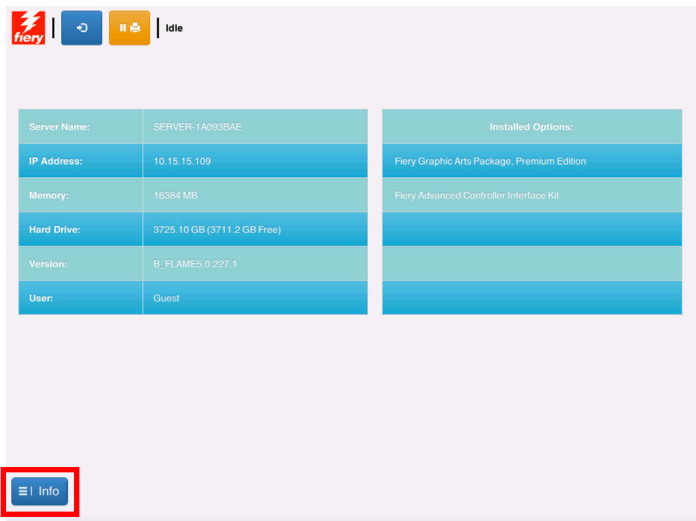 fiery
Idle
Server Name: SERVER-1A093BAE
IP Address: 10.15.15.109
Memory: 16384 MB
Hard Drive: 3725.10 GB (3711.2 GB Free)
Version: B_FLAME5.0.227.1
User: Guest
Installed Options:
Fiery Graphic Arts Package, Premium Edition
Fiery Advanced Controller Interface Kit
Info